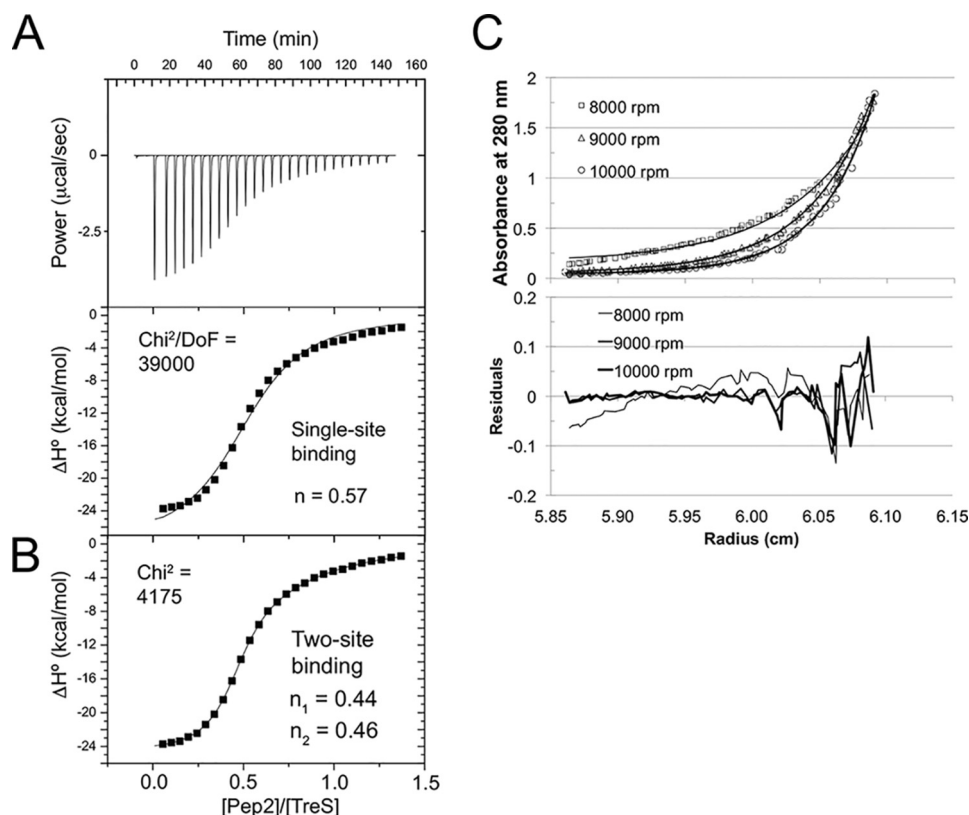 A
Time (min)
0 20 40 60 80 100 120 140 160
Power (µcal/sec)
0
-2.5
Chi²/DoF =
39000
Single-site
binding
n = 0.57
ΔHº (kcal/mol)
0
-4
-8
-12
-16
-20
-24
B
Chi² =
4175
Two-site
binding
n₁ = 0.44
n₂ = 0.46
ΔHº (kcal/mol)
0
-4
-8
-12
-16
-20
-24
0.0 0.5 1.0 1.5
[Pep2]/[TreS]
C
Absorbance at 280 nm
2
1.5
1
0.5
0
8000 rpm
9000 rpm
10000 rpm
Residuals
0.2
0.1
0
-0.1
-0.2
8000 rpm
9000 rpm
10000 rpm
5.85 5.90 5.95 6.00 6.05 6.10 6.15
Radius (cm)